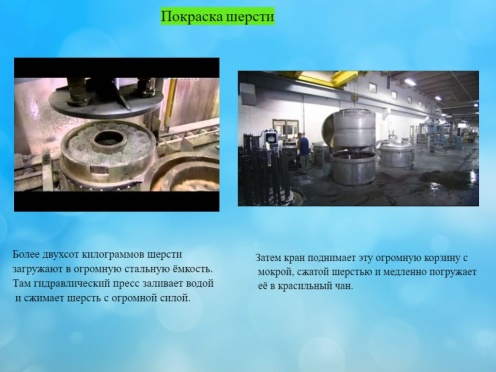 Покраска шерсти
Более двухсот килограммов шерсти
загружают в огромную стальную ёмкость.
Там гидравлический пресс заливает водой
и сжимает шерсть с огромной силой.
Затем кран поднимает эту огромную корзину с
мокрой, сжатой шерстью и медленно погружает
её в красильный чан.